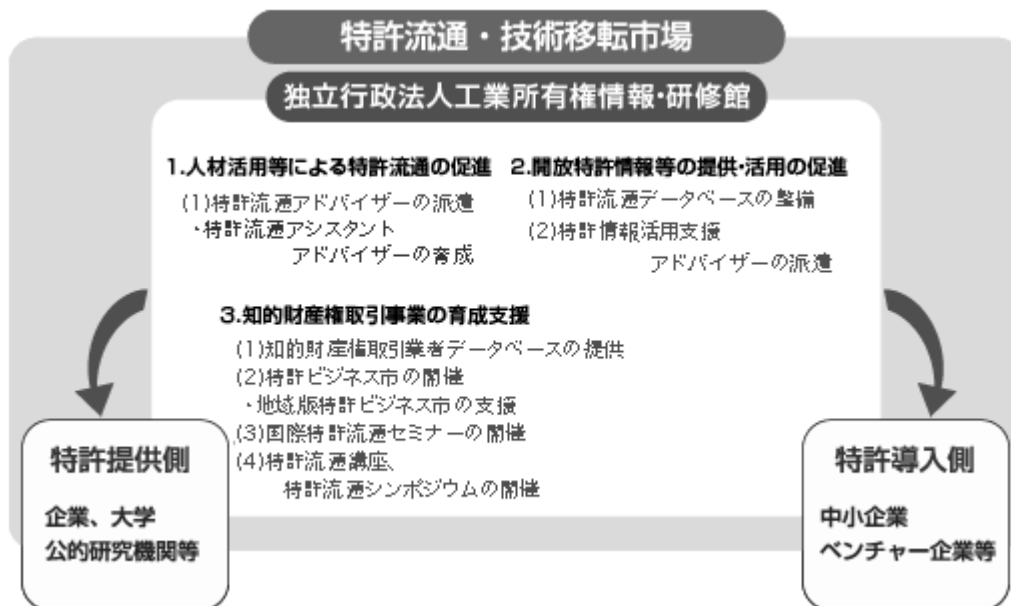 特許流通・技術移転市場
独立行政法人工業所有権情報・研修館
1.人材活用等による特許流通の促進
(1)特許流通アドバイザーの派遣
・特許流通アシスタント
アドバイザーの育成
2.開放特許情報等の提供・活用の促進
(1)特許流通データベースの整備
(2)特許情報活用支援
アドバイザーの派遣
3.知的財産権取引事業の育成支援
(1)知的財産権取引業者データベースの提供
(2)特許ビジネス市の開催
・地域版特許ビジネス市の支援
(3)国際特許流通セミナーの開催
(4)特許流通講座、
特許流通シンポジウムの開催
特許提供側
企業、大学
公的研究機関等
特許導入側
中小企業
ベンチャー企業等